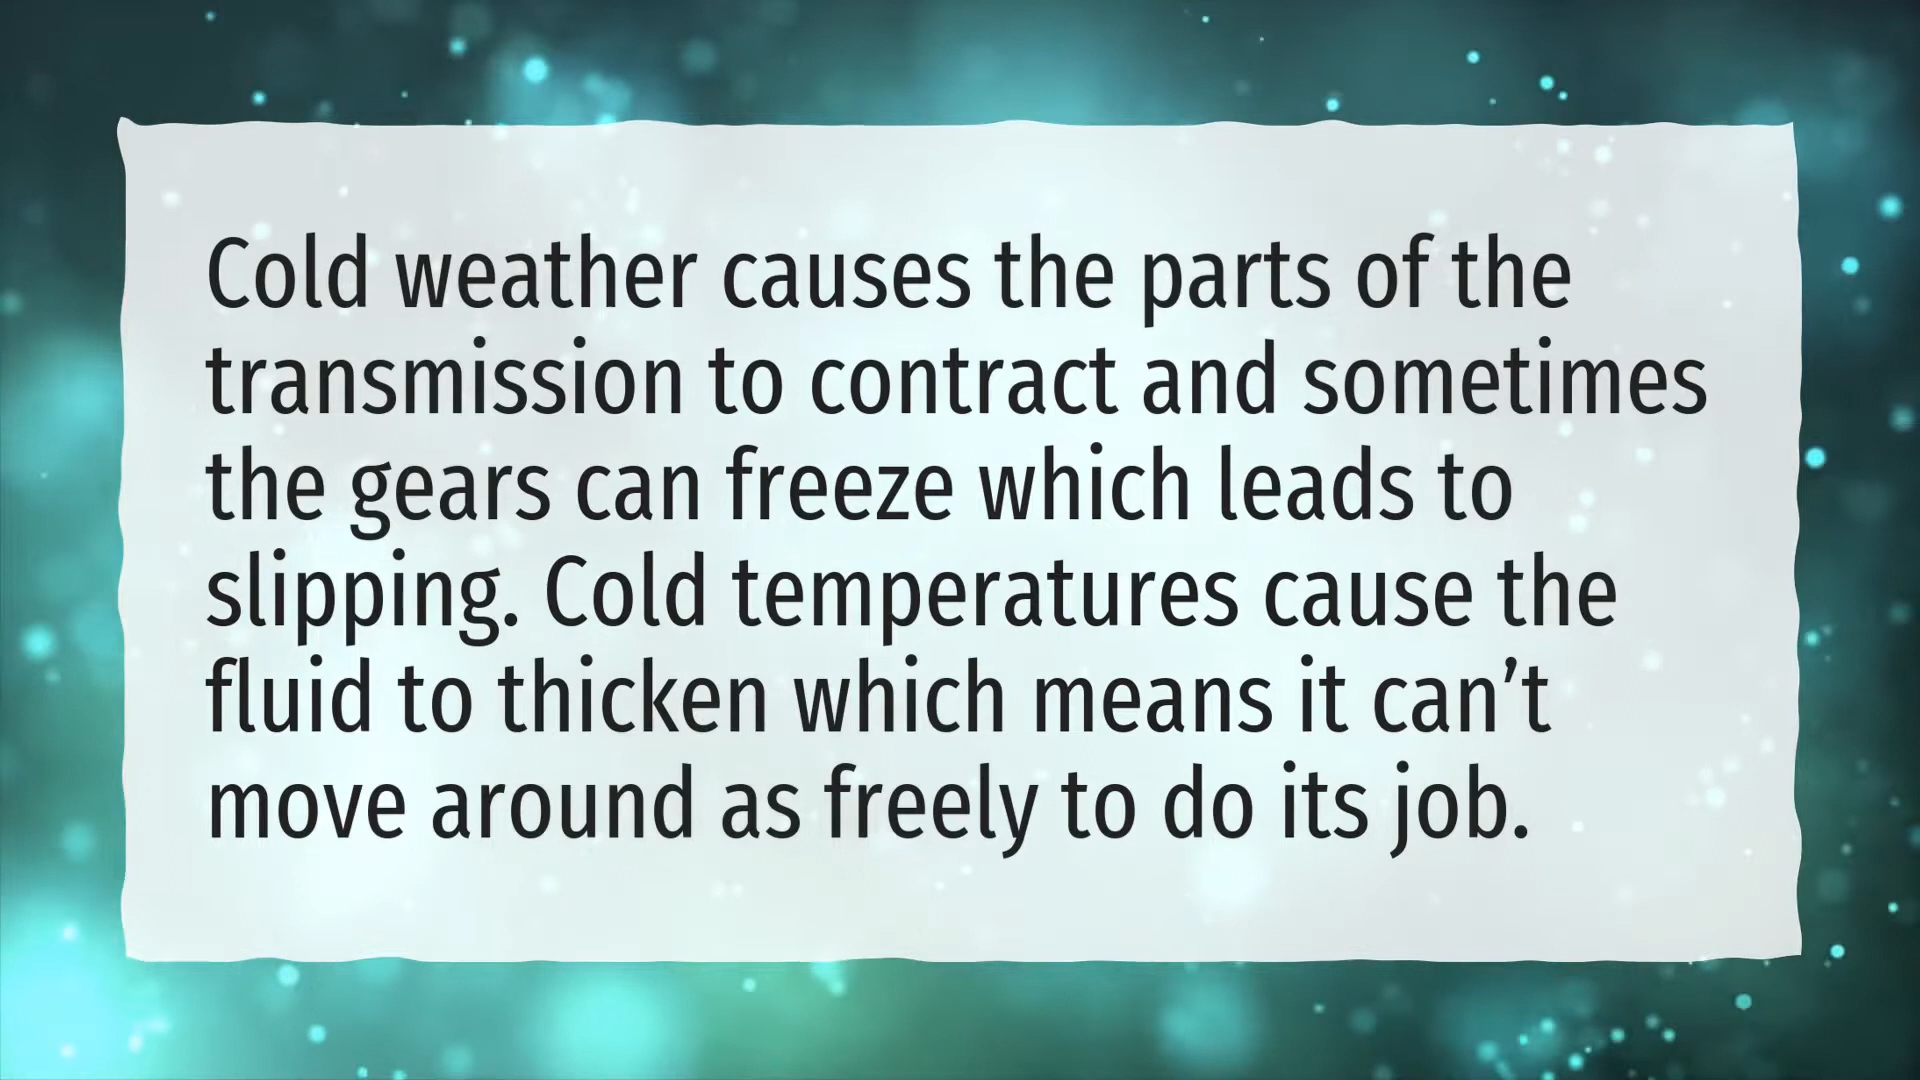 Cold weather causes the parts of the
transmission to contract and sometimes
the gears can freeze which leads to
slipping. Cold temperatures cause the
fluid to thicken which means it can’t
move around as freely to do its job.